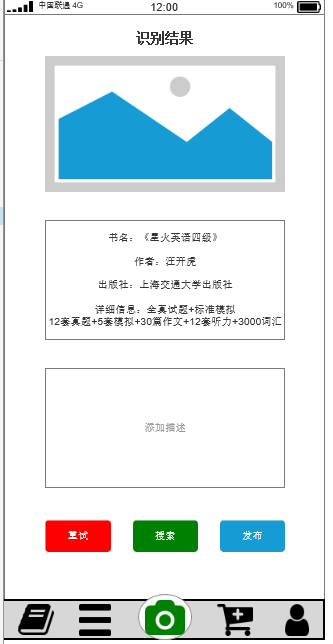 中国联通 4G 12:00 100%
识别结果
书名：《星火英语四级》
作者：汪开虎
出版社：上海交通大学出版社
详细信息：全真试题+标准模拟
12套真题+5套模拟+30篇作文+12套听力+3000词汇
添加描述
重试 搜索 发布